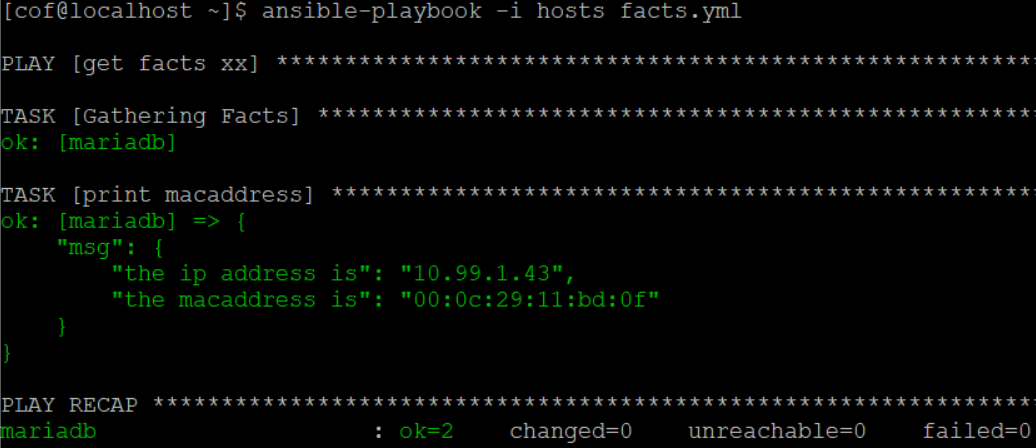 [cof@localhost ~]$ ansible-playbook -i hosts facts.yml
PLAY [get facts xx] *******************************************************
TASK [Gathering Facts] ****************************************************
ok: [mariadb]
TASK [print macaddress] ***************************************************
ok: [mariadb] => {
    "msg": {
        "the ip address is": "10.99.1.43",
        "the macaddress is": "00:0c:29:11:bd:0f"
    }
}
PLAY RECAP ****************************************************************
mariadb                    : ok=2    changed=0    unreachable=0    failed=0